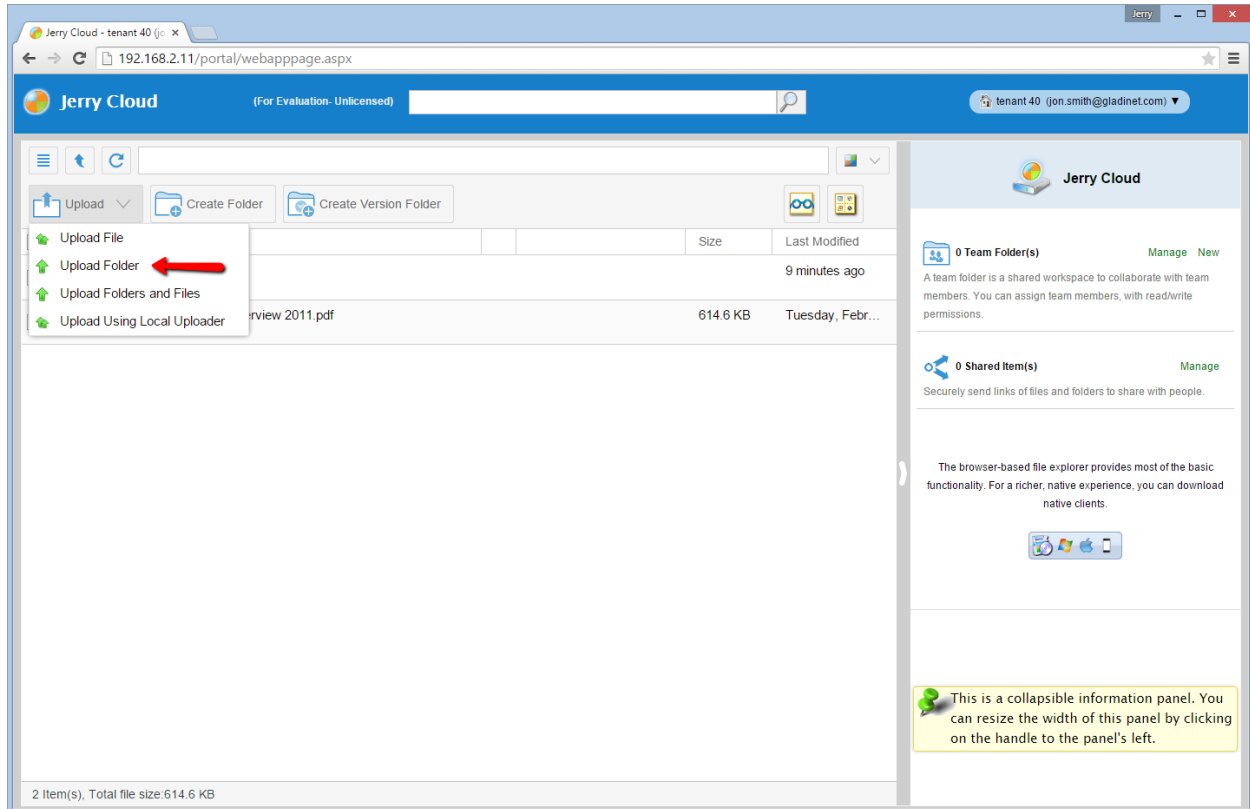 Jerry
Jerry Cloud - tenant 40 (jo
192.168.2.11/portal/webapppage.aspx
Jerry Cloud
(For Evaluation- Unlicensed)
tenant 40 (jon.smith@gladinet.com) ▼
Upload
Create Folder
Create Version Folder
Upload File
Upload Folder
Upload Folders and Files
Upload Using Local Uploader
Size
Last Modified
9 minutes ago
erview 2011.pdf
614.6 KB
Tuesday, Febr...
2 Item(s), Total file size:614.6 KB
Jerry Cloud
0 Team Folder(s)
Manage New
A team folder is a shared workspace to collaborate with team
members. You can assign team members, with read/write
permissions.
0 Shared Item(s)
Manage
Securely send links of files and folders to share with people.
The browser-based file explorer provides most of the basic
functionality. For a richer, native experience, you can download
native clients.
This is a collapsible information panel. You
can resize the width of this panel by clicking
on the handle to the panel's left.